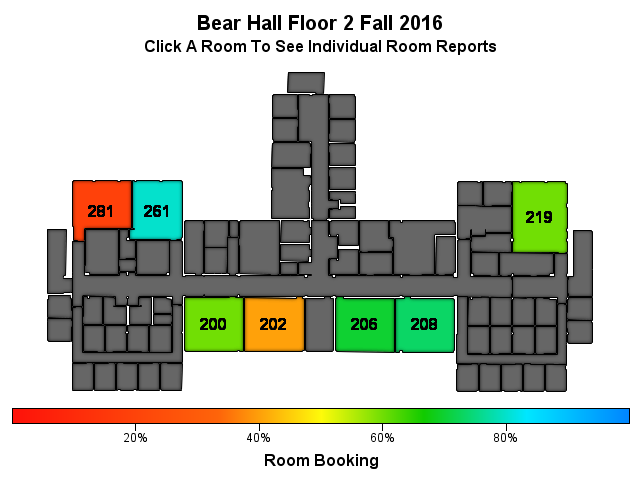 Bear Hall Floor 2 Fall 2016
Click A Room To See Individual Room Reports
281 261 219
200 202 206 208
20% 40% 60% 80%
Room Booking